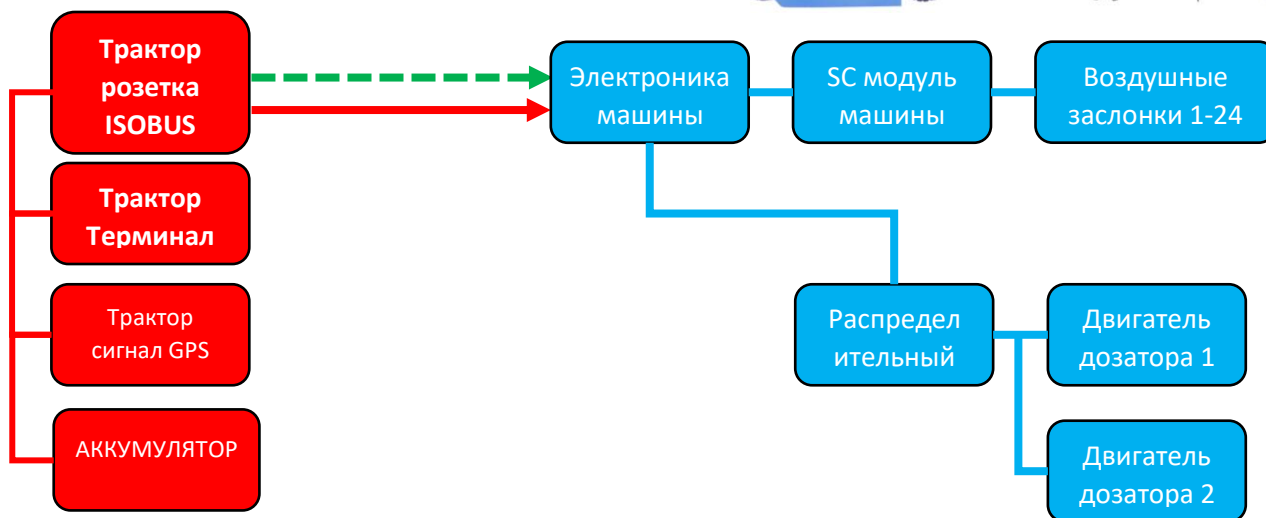 Трактор
розетка
ISOBUS
Трактор
Терминал
Трактор
сигнал GPS
АККУМУЛЯТОР
Электроника
машины
SC модуль
машины
Воздушные
заслонки 1-24
Распредел
ительный
Двигатель
дозатора 1
Двигатель
дозатора 2